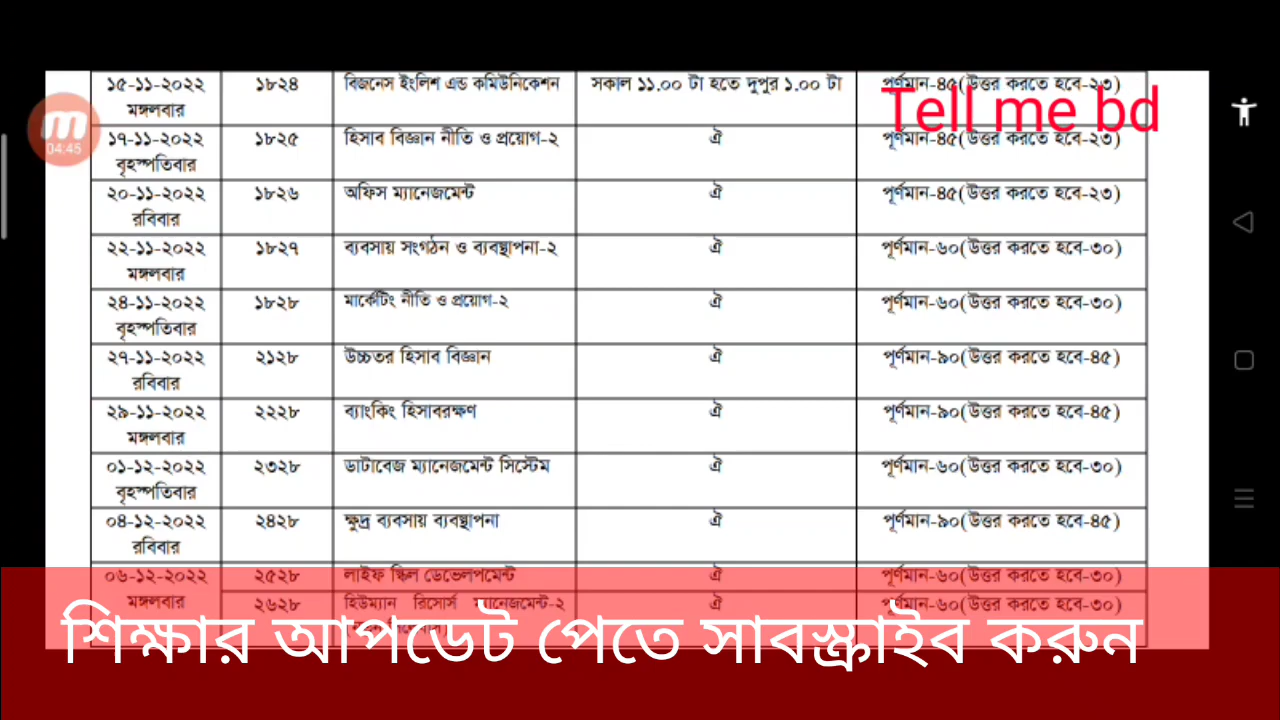 ১৫-১১-২০২২ ১৮২৪ বিজনেস ইংলিশ এন্ড কমিউনিকেশন সকাল ১১.০০ টা হতে দুপুর ১.০০ টা পূর্ণমান-৪৫(উত্তর করতে হবে-২৩)
মঙ্গলবার
Tell me bd
04:45
১৭-১১-২০২২ ১৮২৫ হিসাব বিজ্ঞান নীতি ও প্রয়োগ-২ ঐ পূর্ণমান-৪৫(উত্তর করতে হবে-২৩)
বৃহস্পতিবার
২০-১১-২০২২ ১৮২৬ অফিস ম্যানেজমেন্ট ঐ পূর্ণমান-৪৫(উত্তর করতে হবে-২৩)
রবিবার
২২-১১-২০২২ ১৮২৭ ব্যবসায় সংগঠন ও ব্যবস্থাপনা-২ ঐ পূর্ণমান-৬০(উত্তর করতে হবে-৩০)
মঙ্গলবার
২৪-১১-২০২২ ১৮২৮ মার্কেটিং নীতি ও প্রয়োগ-২ ঐ পূর্ণমান-৬০(উত্তর করতে হবে-৩০)
বৃহস্পতিবার
২৭-১১-২০২২ ২১২৮ উচ্চতর হিসাব বিজ্ঞান ঐ পূর্ণমান-৯০(উত্তর করতে হবে-৪৫)
রবিবার
২৯-১১-২০২২ ২২২৮ ব্যাংকিং হিসাবরক্ষণ ঐ পূর্ণমান-৯০(উত্তর করতে হবে-৪৫)
মঙ্গলবার
০১-১২-২০২২ ২৩২৮ ডাটাবেজ ম্যানেজমেন্ট সিস্টেম ঐ পূর্ণমান-৬০(উত্তর করতে হবে-৩০)
বৃহস্পতিবার
০৪-১২-২০২২ ২৪২৮ ক্ষুদ্র ব্যবসায় ব্যবস্থাপনা ঐ পূর্ণমান-৯০(উত্তর করতে হবে-৪৫)
রবিবার
০৬-১২-২০২২ ২৫২৮ লাইফ স্কিল ডেভেলপমেন্ট ঐ পূর্ণমান-৬০(উত্তর করতে হবে-৩০)
মঙ্গলবার ২৬২৮ হিউম্যান রিসোর্স ম্যানেজমেন্ট-২ ঐ পূর্ণমান-৬০(উত্তর করতে হবে-৩০)
শিক্ষার আপডেট পেতে সাবস্ক্রাইব করুন